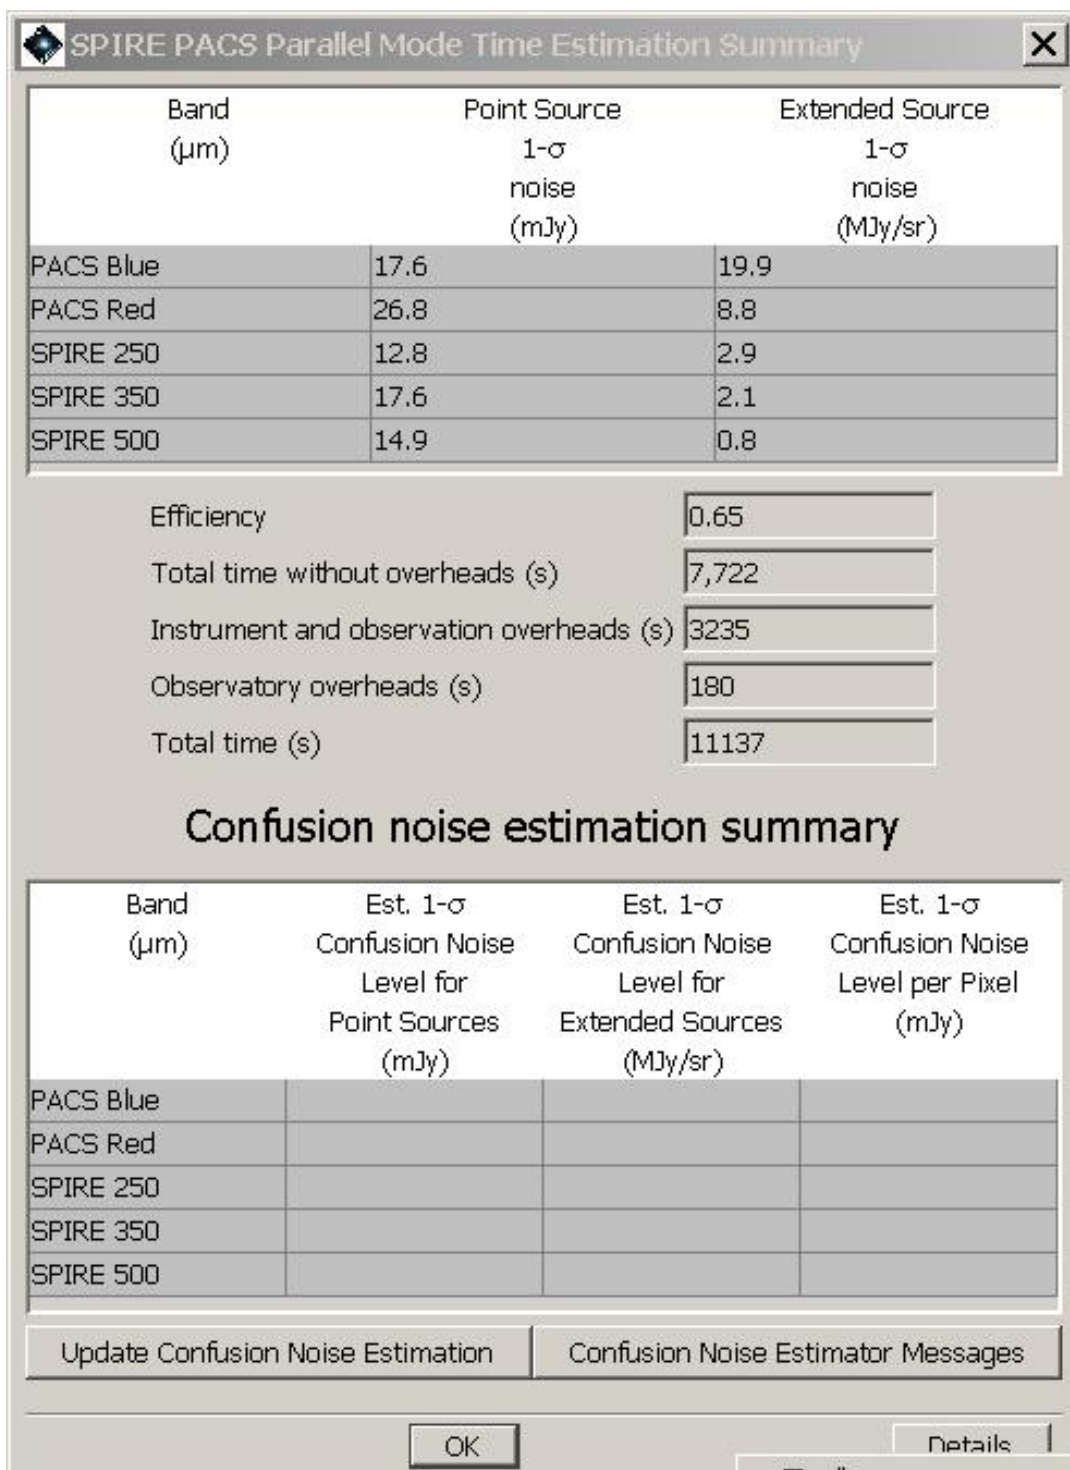 SPIRE PACS Parallel Mode Time Estimation Summary
Band Point Source Extended Source
(µm) 1-σ 1-σ
noise noise
(mJy) (MJy/sr)
PACS Blue 17.6 19.9
PACS Red 26.8 8.8
SPIRE 250 12.8 2.9
SPIRE 350 17.6 2.1
SPIRE 500 14.9 0.8
Efficiency 0.65
Total time without overheads (s) 7,722
Instrument and observation overheads (s) 3235
Observatory overheads (s) 180
Total time (s) 11137
Confusion noise estimation summary
Band Est. 1-σ Est. 1-σ Est. 1-σ
(µm) Confusion Noise Confusion Noise Confusion Noise
Level for Level for Level per Pixel
Point Sources Extended Sources (mJy)
(mJy) (MJy/sr)
PACS Blue
PACS Red
SPIRE 250
SPIRE 350
SPIRE 500
Update Confusion Noise Estimation Confusion Noise Estimator Messages
OK Details